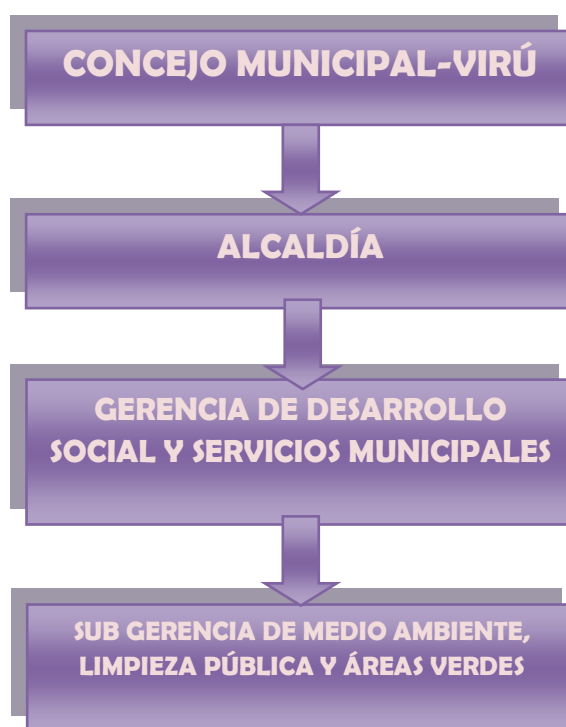 CONCEJO MUNICIPAL-VIRÚ
ALCALDÍA
GERENCIA DE DESARROLLO
SOCIAL Y SERVICIOS MUNICIPALES
SUB GERENCIA DE MEDIO AMBIENTE,
LIMPIEZA PÚBLICA Y ÁREAS VERDES